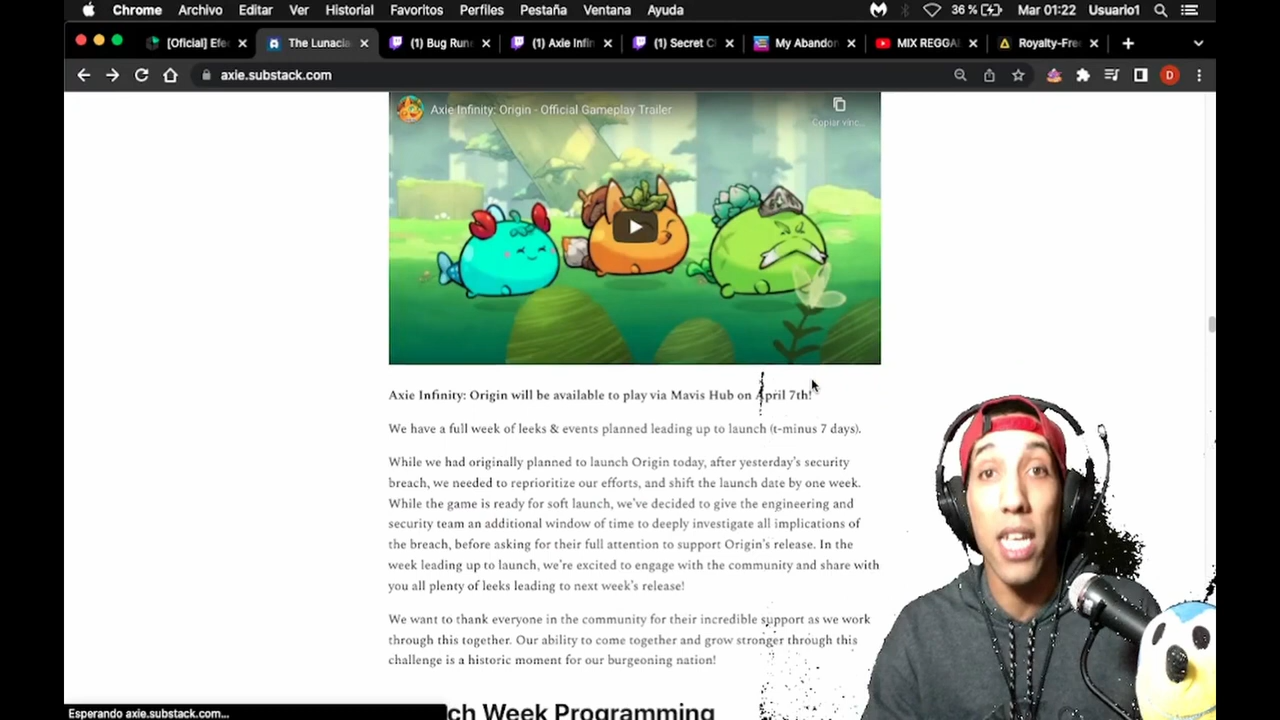 Chrome Archivo Editar Ver Historial Favoritos Perfiles Pestaña Ventana Ayuda 36 % Mar 01:22 Usuario1
[Oficial] Efe The Lunacia (1) Bug Rune (1) Axie Infin (1) Secret C My Abandon MIX REGGA Royalty-Free
axie.substack.com D
Axie Infinity: Origin - Official Gameplay Trailer
Copiar vínc...
Axie Infinity: Origin will be available to play via Mavis Hub on April 7th!
We have a full week of leeks & events planned leading up to launch (t-minus 7 days).
While we had originally planned to launch Origin today, after yesterday's security
breach, we needed to reprioritize our efforts, and shift the launch date by one week.
While the game is ready for soft launch, we've decided to give the engineering and
security team an additional window of time to deeply investigate all implications of
the breach, before asking for their full attention to support Origin's release. In the
week leading up to launch, we're excited to engage with the community and share with
you all plenty of leeks leading to next week's release!
We want to thank everyone in the community for their incredible support as we work
through this together. Our ability to come together and grow stronger through this
challenge is a historic moment for our burgeoning nation!
ch Week Programming
Esperando axie.substack.com...